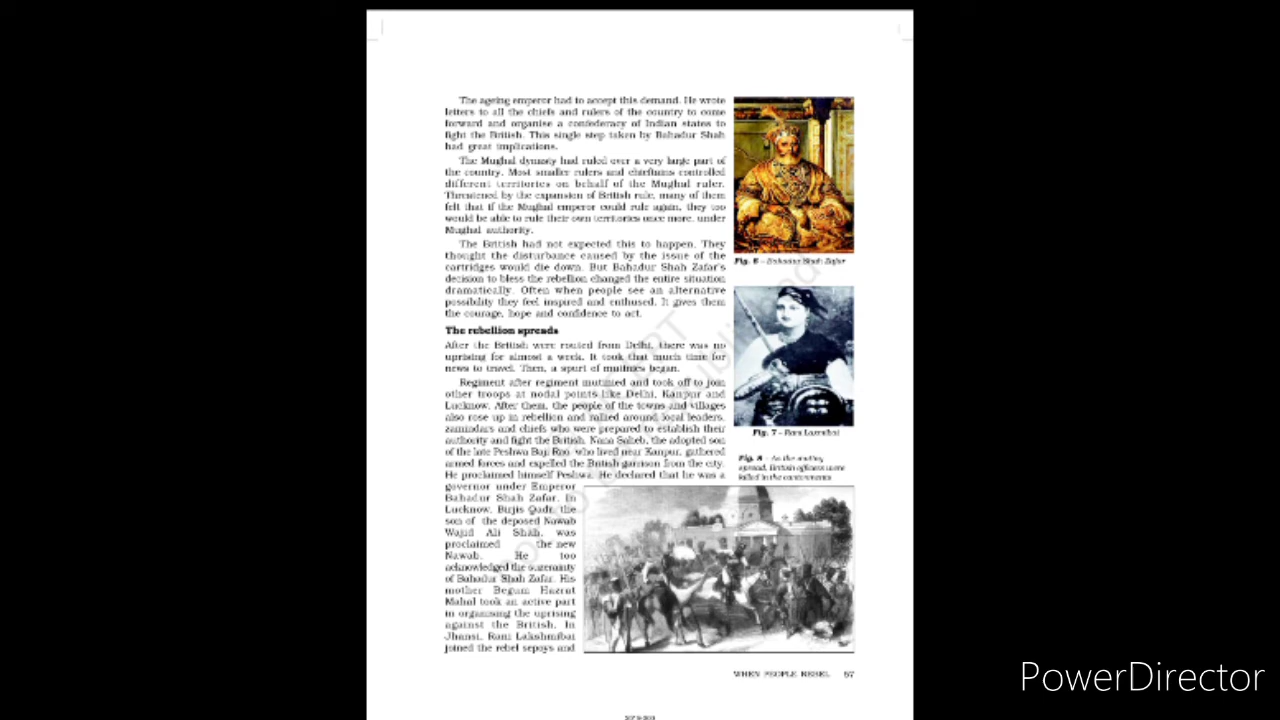 The ageing emperor had to accept this demand. He wrote
letters to all the chiefs and rulers of the country to come
forward and organise a confederacy of Indian states to
fight the British. This single step taken by Bahadur Shah
had great implications.
The Mughal dynasty had ruled over a very large part of
the country. Most smaller rulers and chieftains controlled
different territories on behalf of the Mughal ruler.
Threatened by the expansion of British rule, many of them
felt that if the Mughal emperor could rule again, they too
would be able to rule their own territories once more, under
Mughal authority.
The British had not expected this to happen. They
thought the disturbance caused by the issue of the
cartridges would die down. But Bahadur Shah Zafar's
decision to bless the rebellion changed the entire situation
dramatically. Often when people see an alternative
possibility they feel inspired and enthused. It gives them
the courage, hope and confidence to act.
The rebellion spreads
After the British were routed from Delhi, there was no
uprising for almost a week. It took that much time for
news to travel. Then, a spurt of mutinies began.
Regiment after regiment mutinied and took off to join
other troops at nodal points like Delhi, Kanpur and
Lucknow. After them, the people of the towns and villages
also rose up in rebellion and rallied around local leaders,
zamindars and chiefs who were prepared to establish their
authority and fight the British. Nana Saheb, the adopted son
of the late Peshwa Baji Rao who lived near Kanpur, gathered
armed forces and expelled the British garrison from the city.
He proclaimed himself Peshwa. He declared that he was a
governor under Emperor
Bahadur Shah Zafar. In
Lucknow, Birjis Qadr, the
son of the deposed Nawab
Wajid Ali Shah, was
proclaimed the new
Nawab. He too
acknowledged the suzerainty
of Bahadur Shah Zafar. His
mother Begum Hazrat
Mahal took an active part
in organising the uprising
against the British. In
Jhansi, Rani Lakshmibai
joined the rebel sepoys and
Fig. 6 – Bahadur Shah Zafar
Fig. 7 – Rani Laxmibai
Fig. 8 – As the mutiny
spread, British officers were
killed in the cantonments
WHEN PEOPLE REBEL 57
PowerDirector